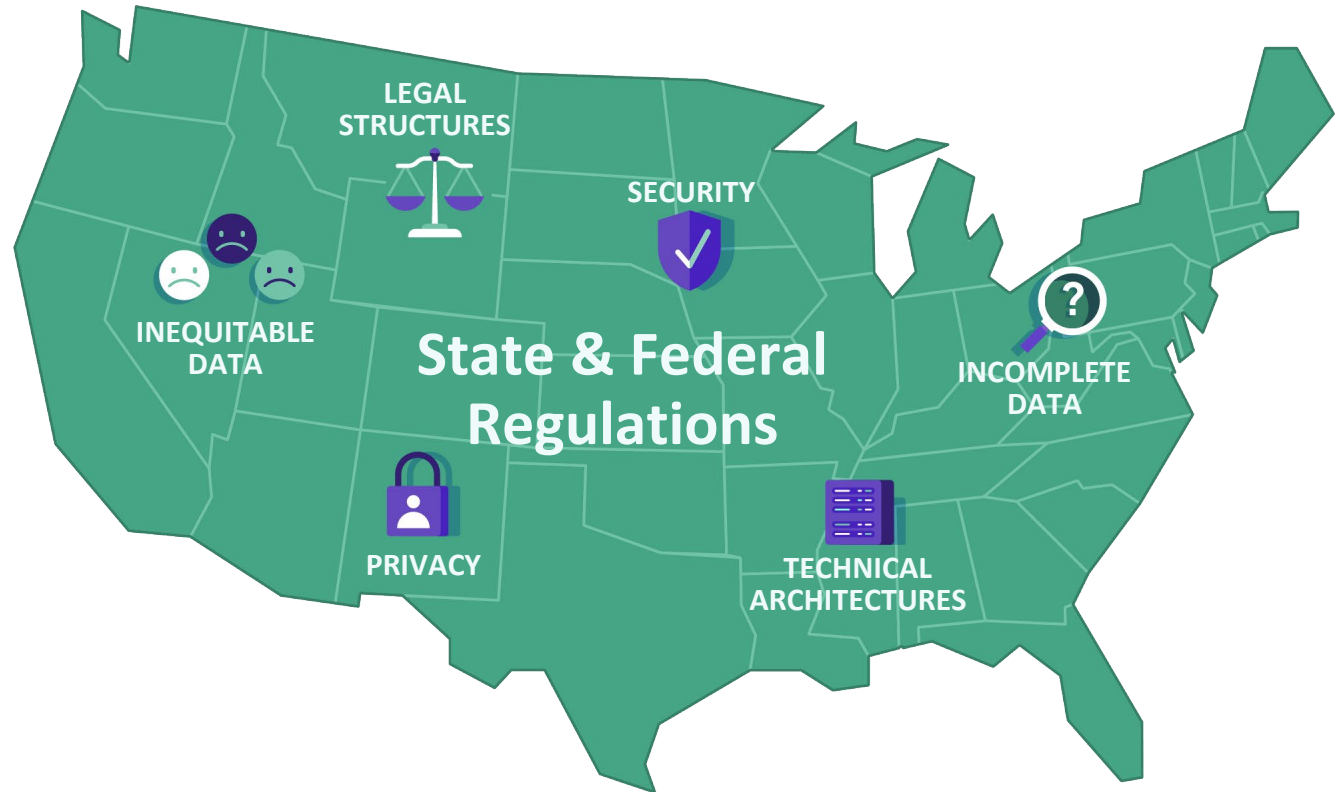 LEGAL
STRUCTURES
SECURITY
INEQUITABLE
DATA
State & Federal
Regulations
?
INCOMPLETE
DATA
PRIVACY
TECHNICAL
ARCHITECTURES